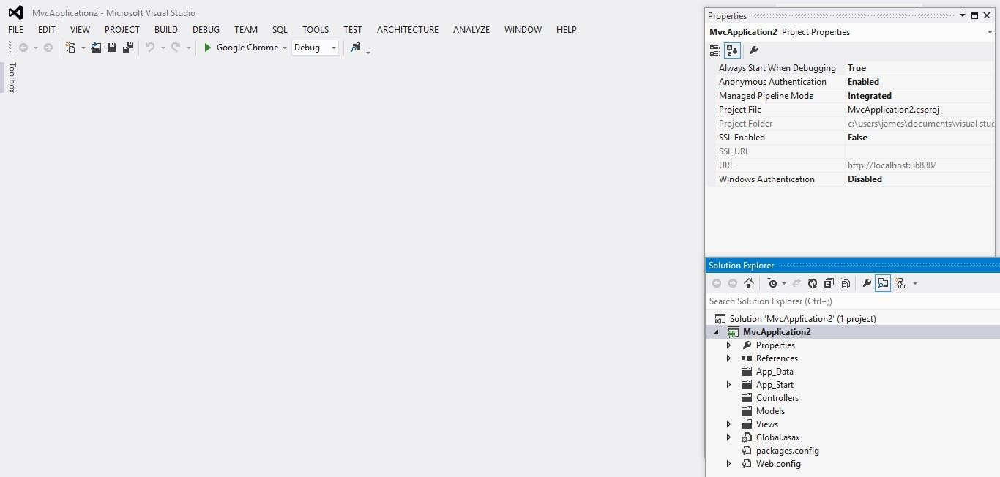 MvcApplication2 - Microsoft Visual Studio
FILE EDIT VIEW PROJECT BUILD DEBUG TEAM SQL TOOLS TEST ARCHITECTURE ANALYZE WINDOW HELP
Google Chrome Debug
Toolbox
Properties
MvcApplication2 Project Properties
Always Start When Debugging True
Anonymous Authentication Enabled
Managed Pipeline Mode Integrated
Project File MvcApplication2.csproj
Project Folder c:\users\james\documents\visual stuc
SSL Enabled False
SSL URL
URL http://localhost:36888/
Windows Authentication Disabled
Solution Explorer
Search Solution Explorer (Ctrl+;)
Solution 'MvcApplication2' (1 project)
MvcApplication2
Properties
References
App_Data
App_Start
Controllers
Models
Views
Global.asax
packages.config
Web.config